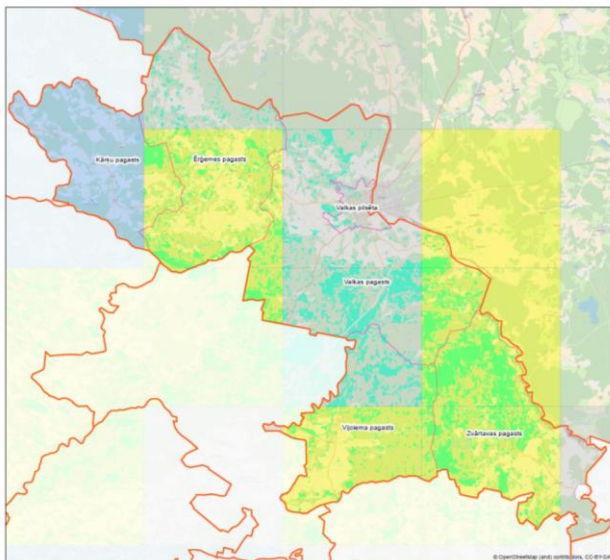 Kārķu pagasts
Ērģemes pagasts
Valkas pilsēta
Valkas pagasts
Vijciema pagasts
Zvārtavas pagasts
© OpenStreetMap (and) contributors, CC-BY-SA